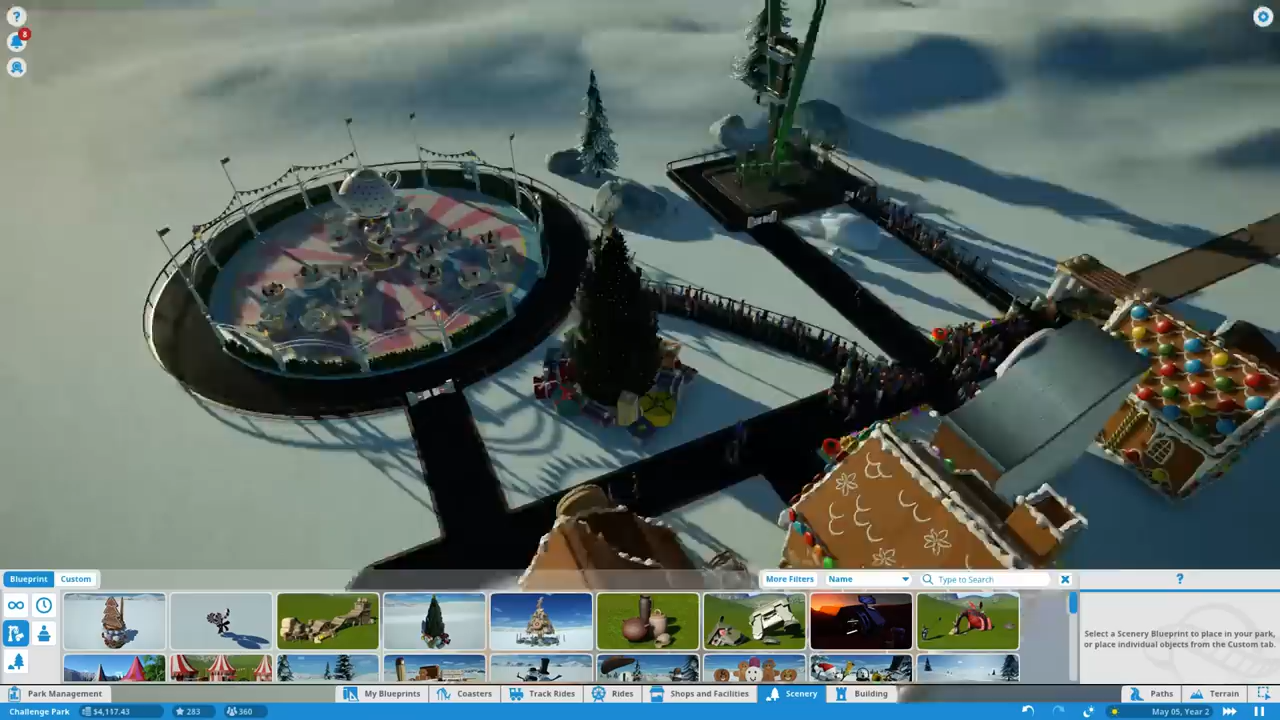 ?
8
Blueprint
Custom
More Filters
Name
Type to Search
?
Select a Scenery Blueprint to place in your park,
or place individual objects from the Custom tab.
Park Management
My Blueprints
Coasters
Track Rides
Rides
Shops and Facilities
Scenery
Building
Paths
Terrain
Challenge Park
$4,117.43
283
360
May 05, Year 2